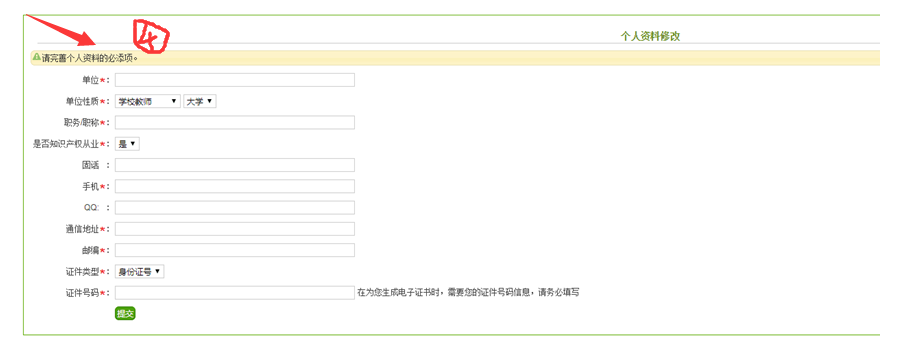 ④
个人资料修改
请完善个人资料的必添项。
单位*：
单位性质*： 学校教师 大学
职务/职称*：
是否知识产权从业*： 是
固话 ：
手机*：
QQ: ：
通信地址*：
邮编*：
证件类型*： 身份证号
证件号码*： 在为您生成电子证书时，需要您的证件号码信息，请务必填写
提交